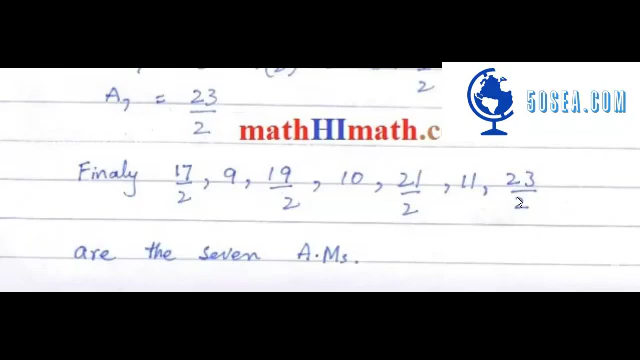 A₇ = 23/2
50SEA.COM
mathHImath.c
Finaly 17/2, 9, 19/2, 10, 21/2, 11, 23/2
are the seven A.Ms.